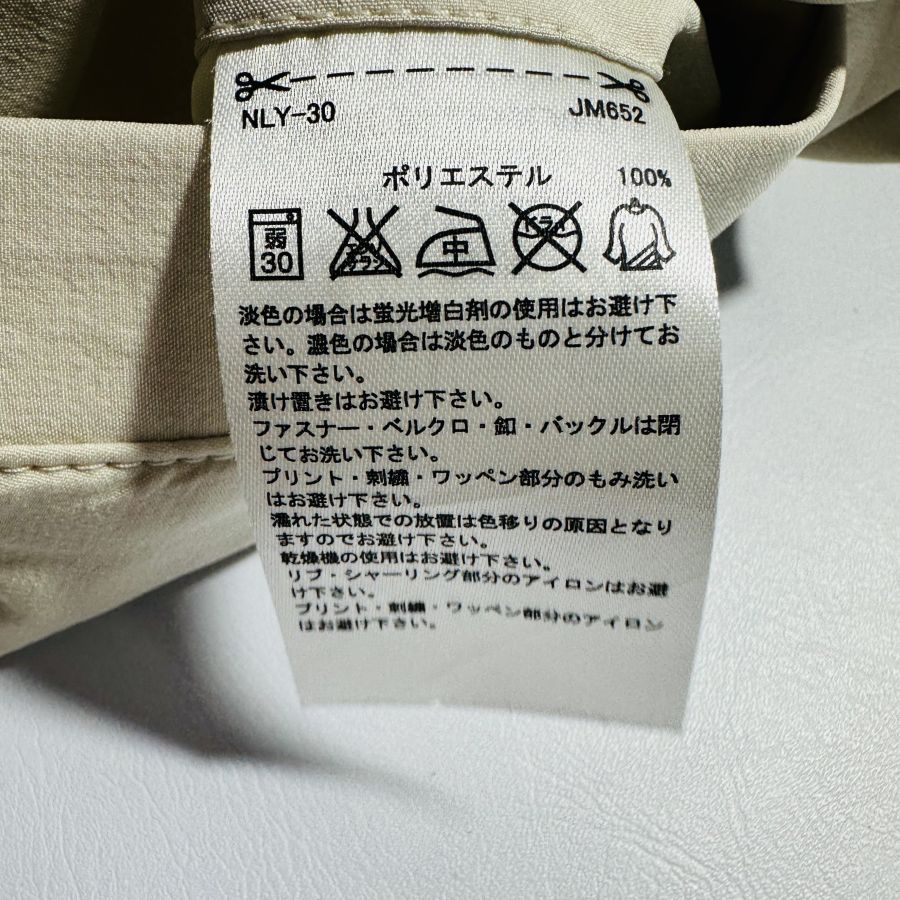 NLY-30 JM652
ポリエステル 100%
弱 30 エンソ サラシ 中 ドライ
淡色の場合は蛍光増白剤の使用はお避け下
さい。濃色の場合は淡色のものと分けてお
洗い下さい。
漬け置きはお避け下さい。
ファスナー・ベルクロ・釦・バックルは閉
じてお洗い下さい。
プリント・刺繍・ワッペン部分のもみ洗い
はお避け下さい。
濡れた状態での放置は色移りの原因となり
ますのでお避け下さい。
乾燥機の使用はお避け下さい。
リブ・シャーリング部分のアイロンはお避
け下さい。
プリント・刺繍・ワッペン部分のアイロン
はお避け下さい。